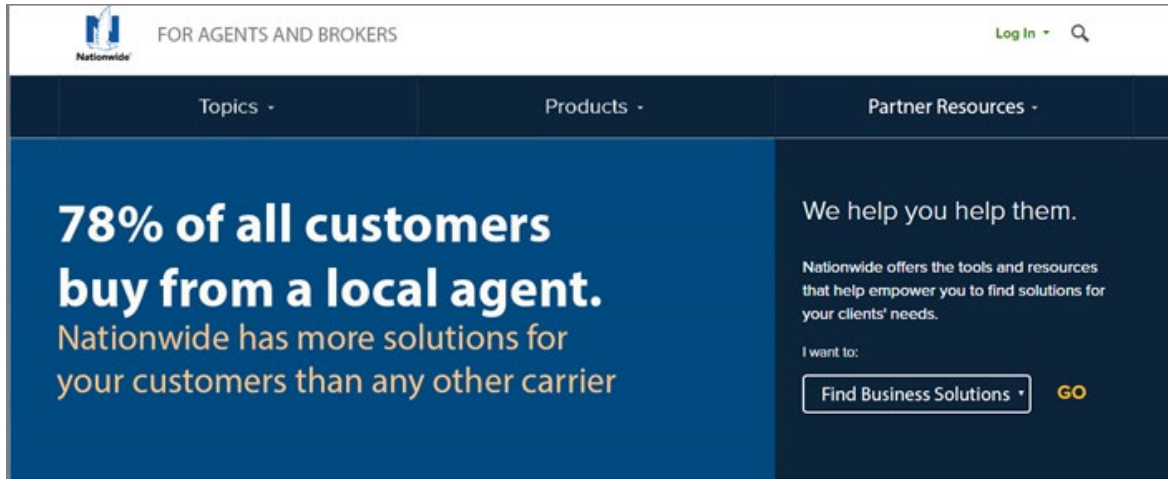 Nationwide®
FOR AGENTS AND BROKERS
Log In
Topics
Products
Partner Resources
78% of all customers
buy from a local agent.
Nationwide has more solutions for
your customers than any other carrier
We help you help them.
Nationwide offers the tools and resources
that help empower you to find solutions for
your clients' needs.
I want to:
Find Business Solutions
GO